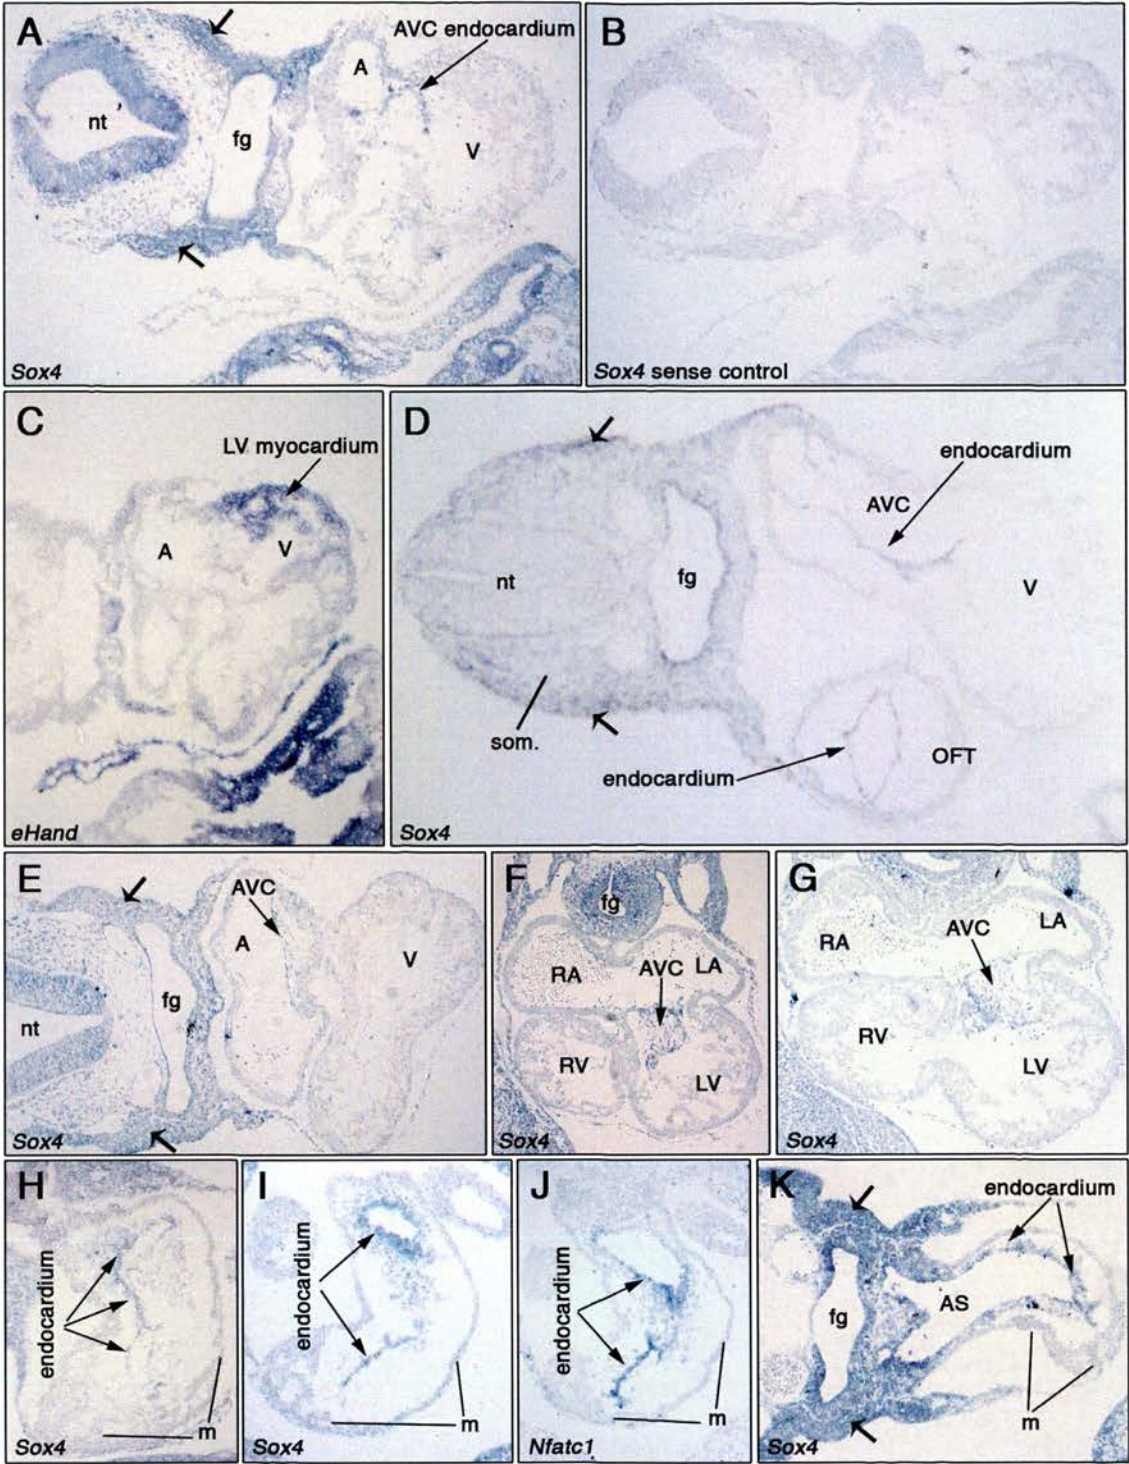 A
AVC endocardium
A
nt
fg
V
Sox4
B
Sox4 sense control
C
LV myocardium
A
V
eHand
D
endocardium
AVC
nt
fg
V
som.
endocardium
OFT
Sox4
E
AVC
A
V
fg
nt
Sox4
F
fg
RA
AVC
LA
RV
LV
Sox4
G
AVC
LA
RA
RV
LV
Sox4
H
endocardium
m
Sox4
I
endocardium
m
Sox4
J
endocardium
m
Nfatc1
K
endocardium
AS
fg
m
Sox4